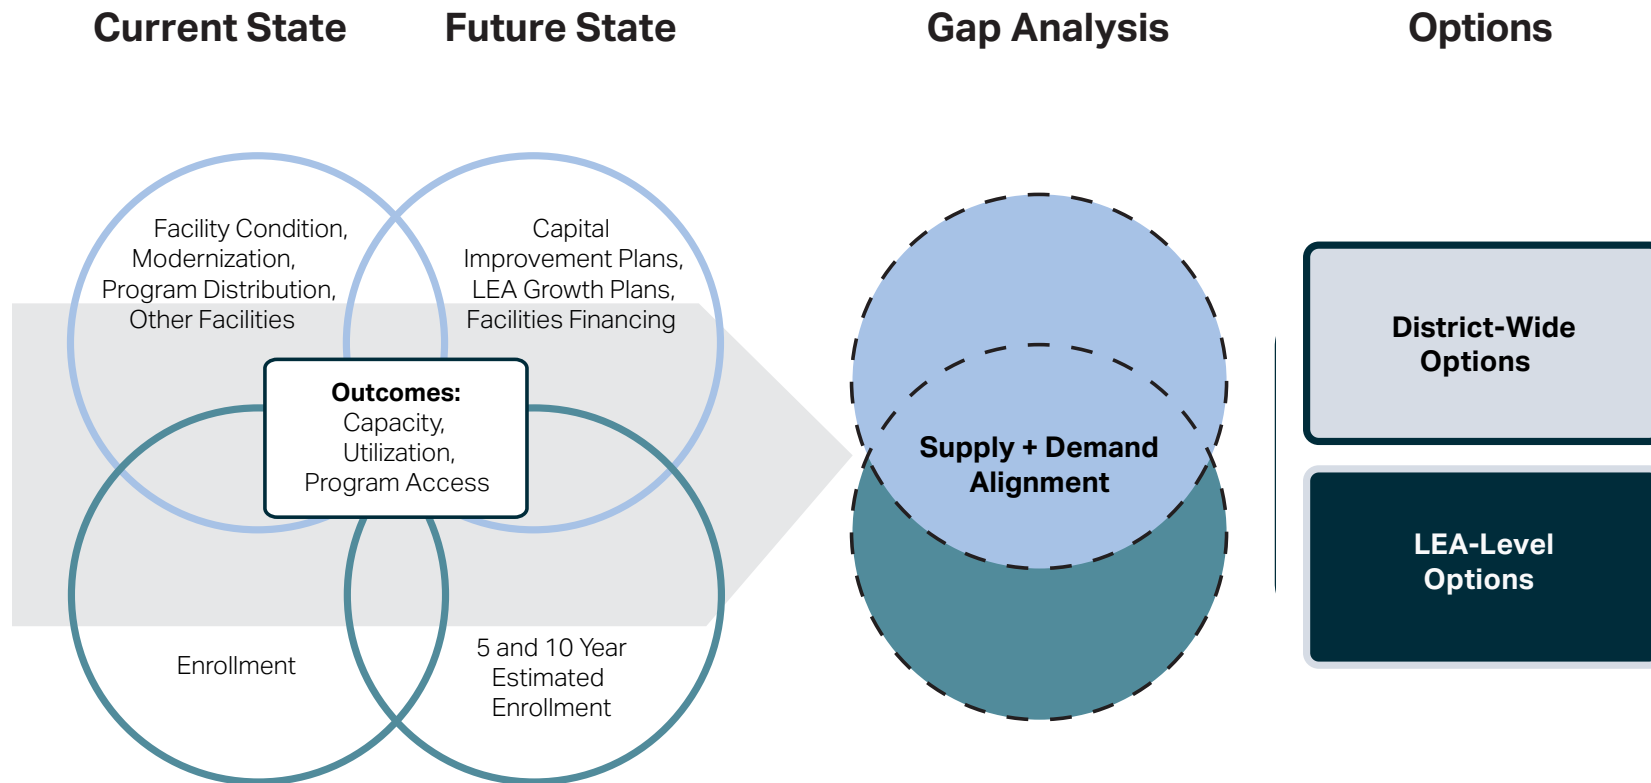 Current State
Future State
Gap Analysis
Options
Facility Condition,
Modernization,
Program Distribution,
Other Facilities
Capital
Improvement Plans,
LEA Growth Plans,
Facilities Financing
Outcomes:
Capacity,
Utilization,
Program Access
Enrollment
5 and 10 Year
Estimated
Enrollment
Supply + Demand
Alignment
District-Wide
Options
LEA-Level
Options